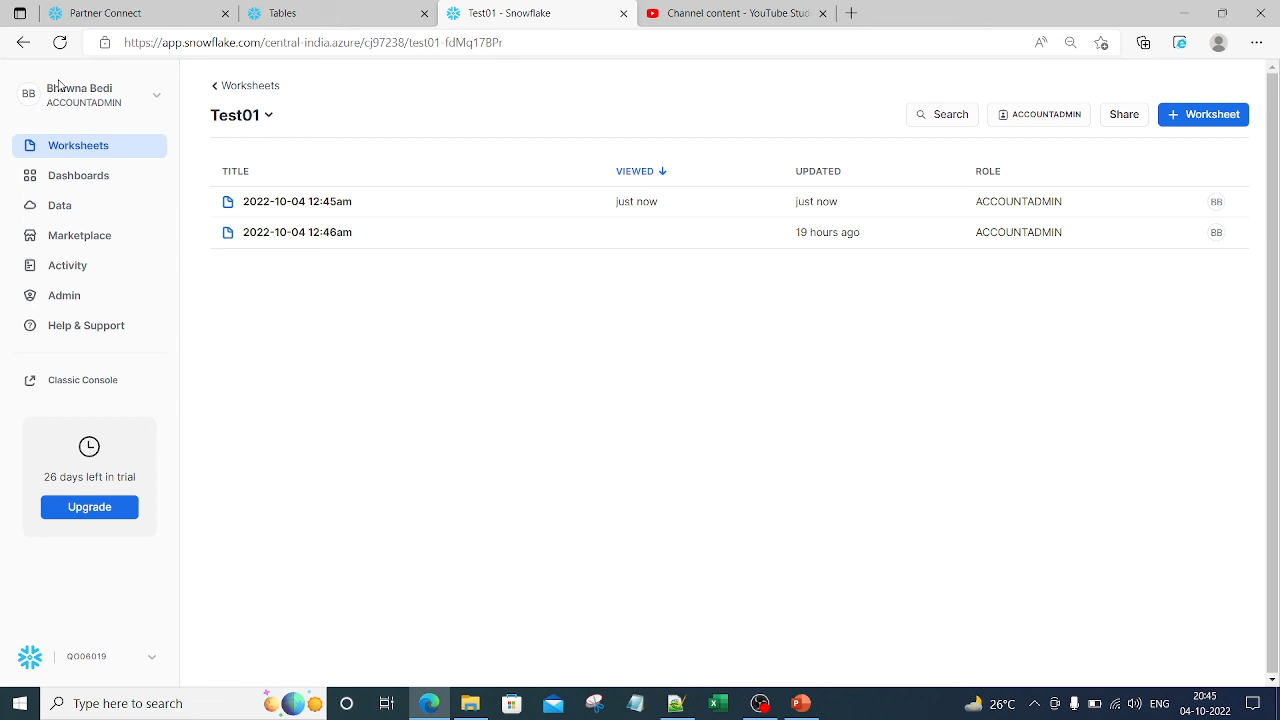 Partner Connect
Tables
Test01 - Snowflake
Channel content - YouTube Stud
https://app.snowflake.com/central-india.azure/cj97238/test01-fdMq17BPr
BB
Bhawna Bedi
ACCOUNTADMIN
Worksheets
Dashboards
Data
Marketplace
Activity
Admin
Help & Support
Classic Console
26 days left in trial
Upgrade
QO06019
Worksheets
Test01
Search
ACCOUNTADMIN
Share
+ Worksheet
TITLE VIEWED UPDATED ROLE
2022-10-04 12:45am just now just now ACCOUNTADMIN BB
2022-10-04 12:46am 19 hours ago ACCOUNTADMIN BB
Type here to search
29°C
ENG
20:45
04-10-2022